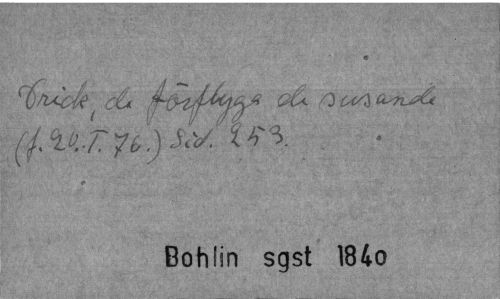 Drick, de förflyga de susande
(f. 20. I. 76.) Sid. 253.
Bohlin sgst 1840